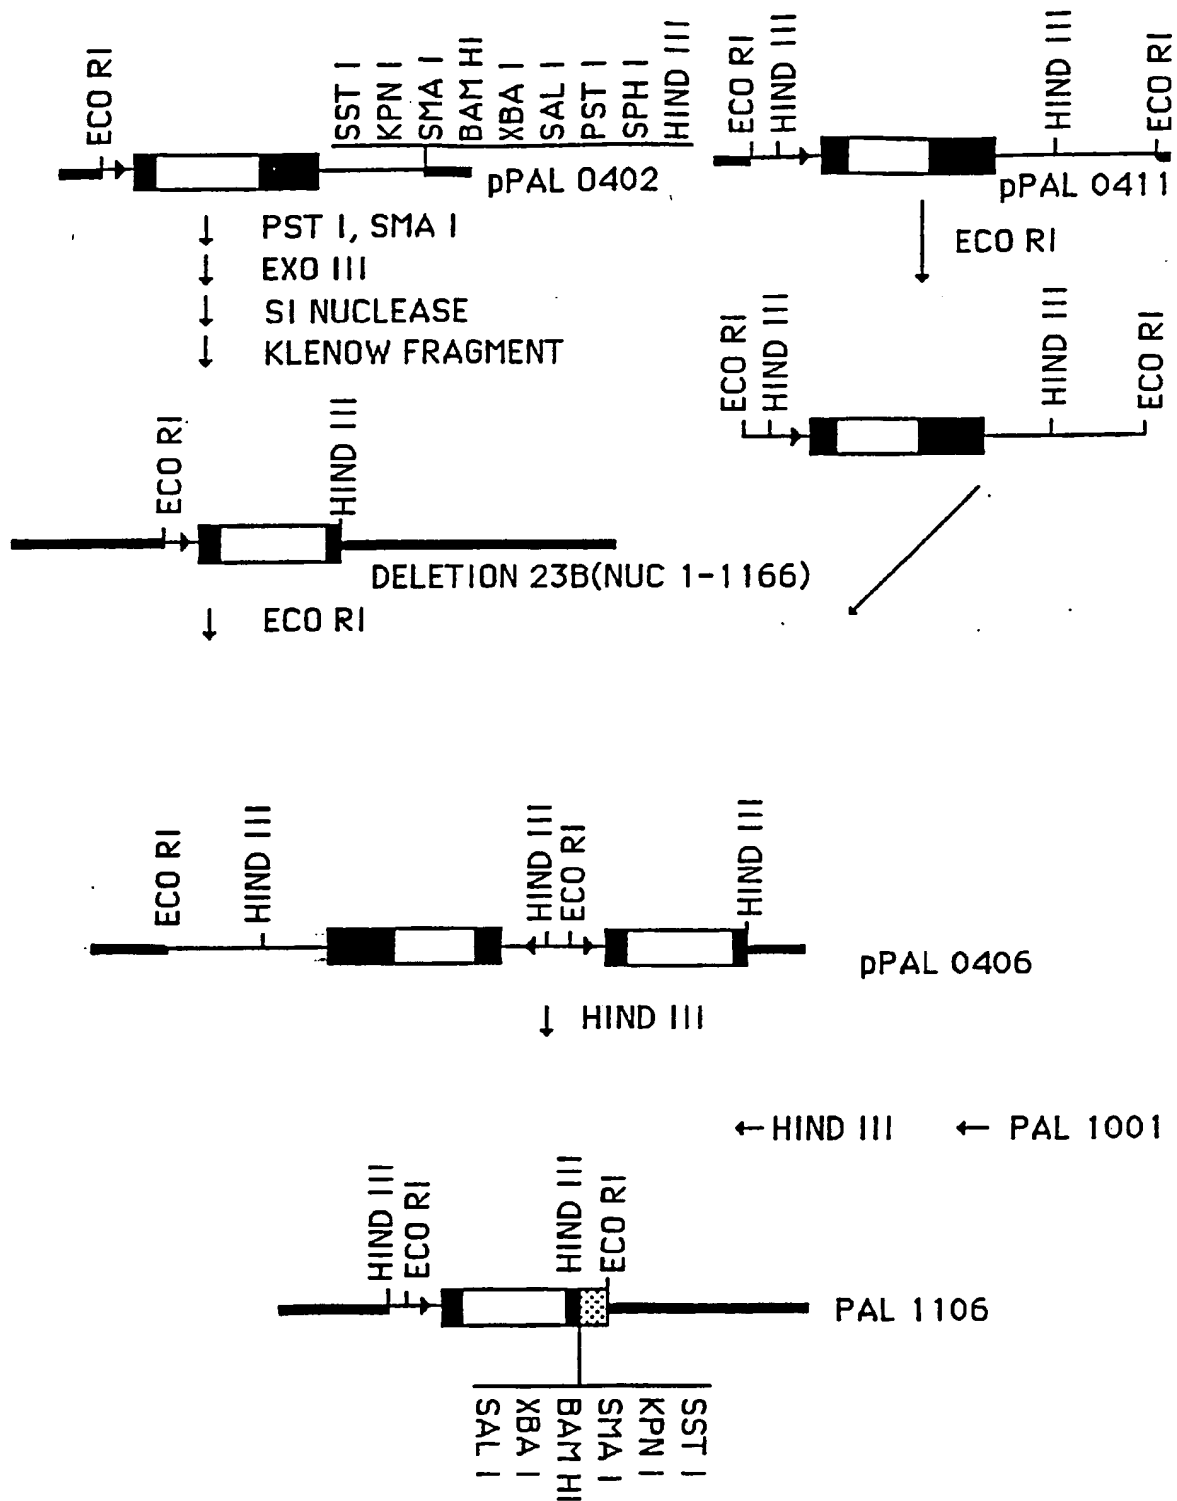 ECO RI
SST I
KPN I
SMA I
BAM HI
XBA I
SAL I
PST I
SPH I
HIND III
pPAL 0402
ECO RI
HIND III
HIND III
ECO RI
pPAL 0411
PST I, SMA I
EXO III
SI NUCLEASE
KLENOW FRAGMENT
ECO RI
ECO RI
HIND III
HIND III
ECO RI
ECO RI
HIND III
DELETION 23B(NUC 1-1166)
ECO RI
ECO RI
HIND III
HIND III
ECO RI
HIND III
pPAL 0406
HIND III
HIND III
PAL 1001
HIND III
ECO RI
HIND III
ECO RI
PAL 1106
SAL I
XBA I
BAM HI
SMA I
KPN I
SST I